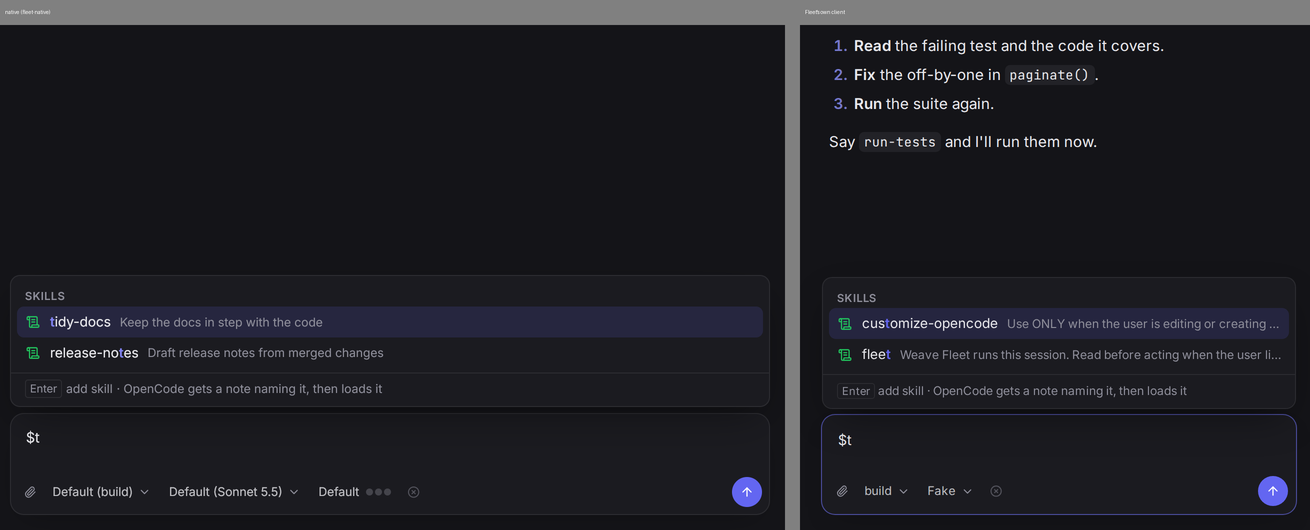 native (fleet-native)
SKILLS
tidy-docs Keep the docs in step with the code
release-notes Draft release notes from merged changes
Enter add skill · OpenCode gets a note naming it, then loads it
$t
Default (build) Default (Sonnet 5.5) Default
Fleet's own client
1. Read the failing test and the code it covers.
2. Fix the off-by-one in paginate().
3. Run the suite again.
Say run-tests and I'll run them now.
SKILLS
customize-opencode Use ONLY when the user is editing or creating ...
fleet Weave Fleet runs this session. Read before acting when the user li...
Enter add skill · OpenCode gets a note naming it, then loads it
$t
build Fake